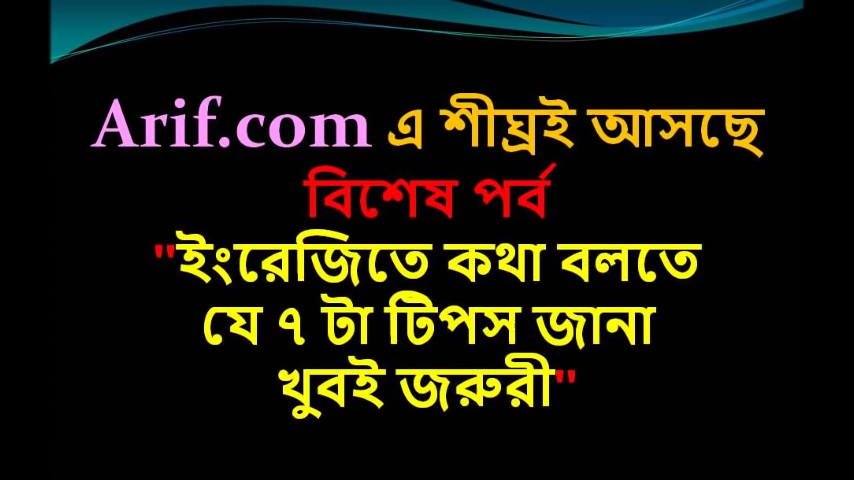 Arif.com এ শীঘ্রই আসছে
বিশেষ পর্ব
"ইংরেজিতে কথা বলতে
যে ৭ টা টিপস জানা
খুবই জরুরী"